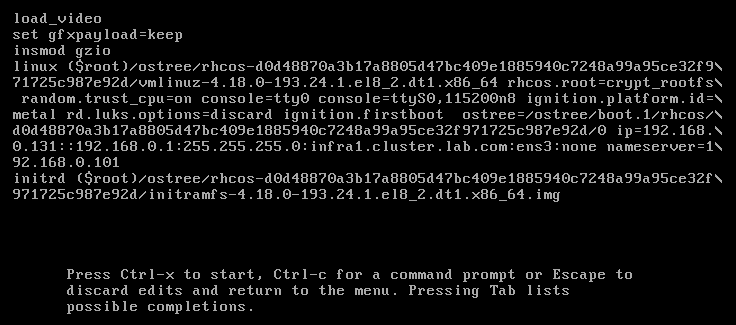 load_video
set gfxpayload=keep
insmod gzio
linux ($root)/ostree/rhcos-d0d48870a3b17a8805d47bc409e1885940c7248a99a95ce32f9\
71725c987e92d/vmlinuz-4.18.0-193.24.1.el8_2.dt1.x86_64 rhcos.root=crypt_rootfs\
 random.trust_cpu=on console=tty0 console=ttyS0,115200n8 ignition.platform.id=\
metal rd.luks.options=discard ignition.firstboot  ostree=/ostree/boot.1/rhcos/\
d0d48870a3b17a8805d47bc409e1885940c7248a99a95ce32f971725c987e92d/0 ip=192.168.\
0.131::192.168.0.1:255.255.255.0:infra1.cluster.lab.com:ens3:none nameserver=1\
92.168.0.101
initrd ($root)/ostree/rhcos-d0d48870a3b17a8805d47bc409e1885940c7248a99a95ce32f\
971725c987e92d/initramfs-4.18.0-193.24.1.el8_2.dt1.x86_64.img
Press Ctrl-x to start, Ctrl-c for a command prompt or Escape to
discard edits and return to the menu. Pressing Tab lists
possible completions.